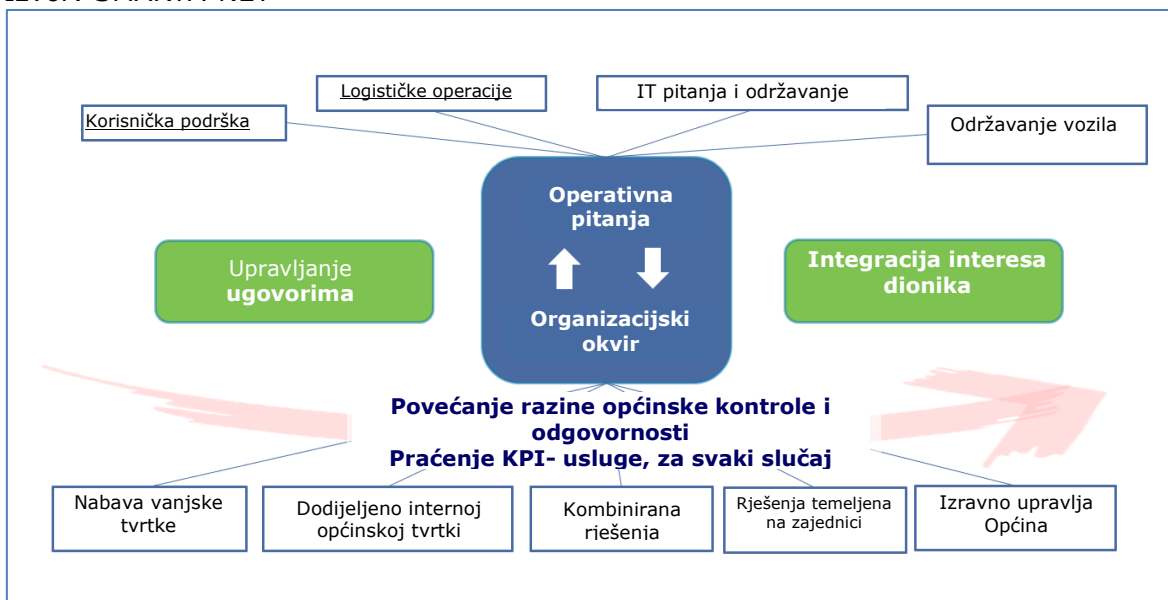 Logističke operacije
IT pitanja i održavanje
Korisnička podrška
Održavanje vozila
Operativna
pitanja
Upravljanje
ugovorima
Integracija interesa
dionika
Organizacijski
okvir
Povećanje razine općinske kontrole i
odgovornosti
Praćenje KPI- usluge, za svaki slučaj
Nabava vanjske
tvrtke
Dodijeljeno internoj
općinskoj tvrtki
Kombinirana
rješenja
Rješenja temeljena
na zajednici
Izravno upravlja
Općina